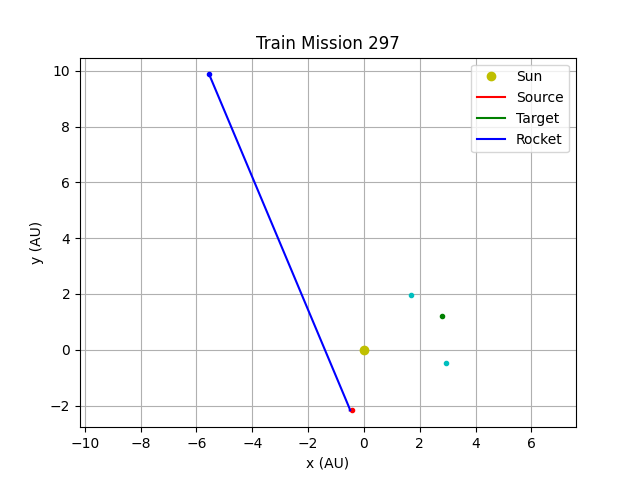 Train Mission 297
y (AU)
10
8
6
4
2
0
−2
Sun
Source
Target
Rocket
−10 −8 −6 −4 −2 0 2 4 6
x (AU)